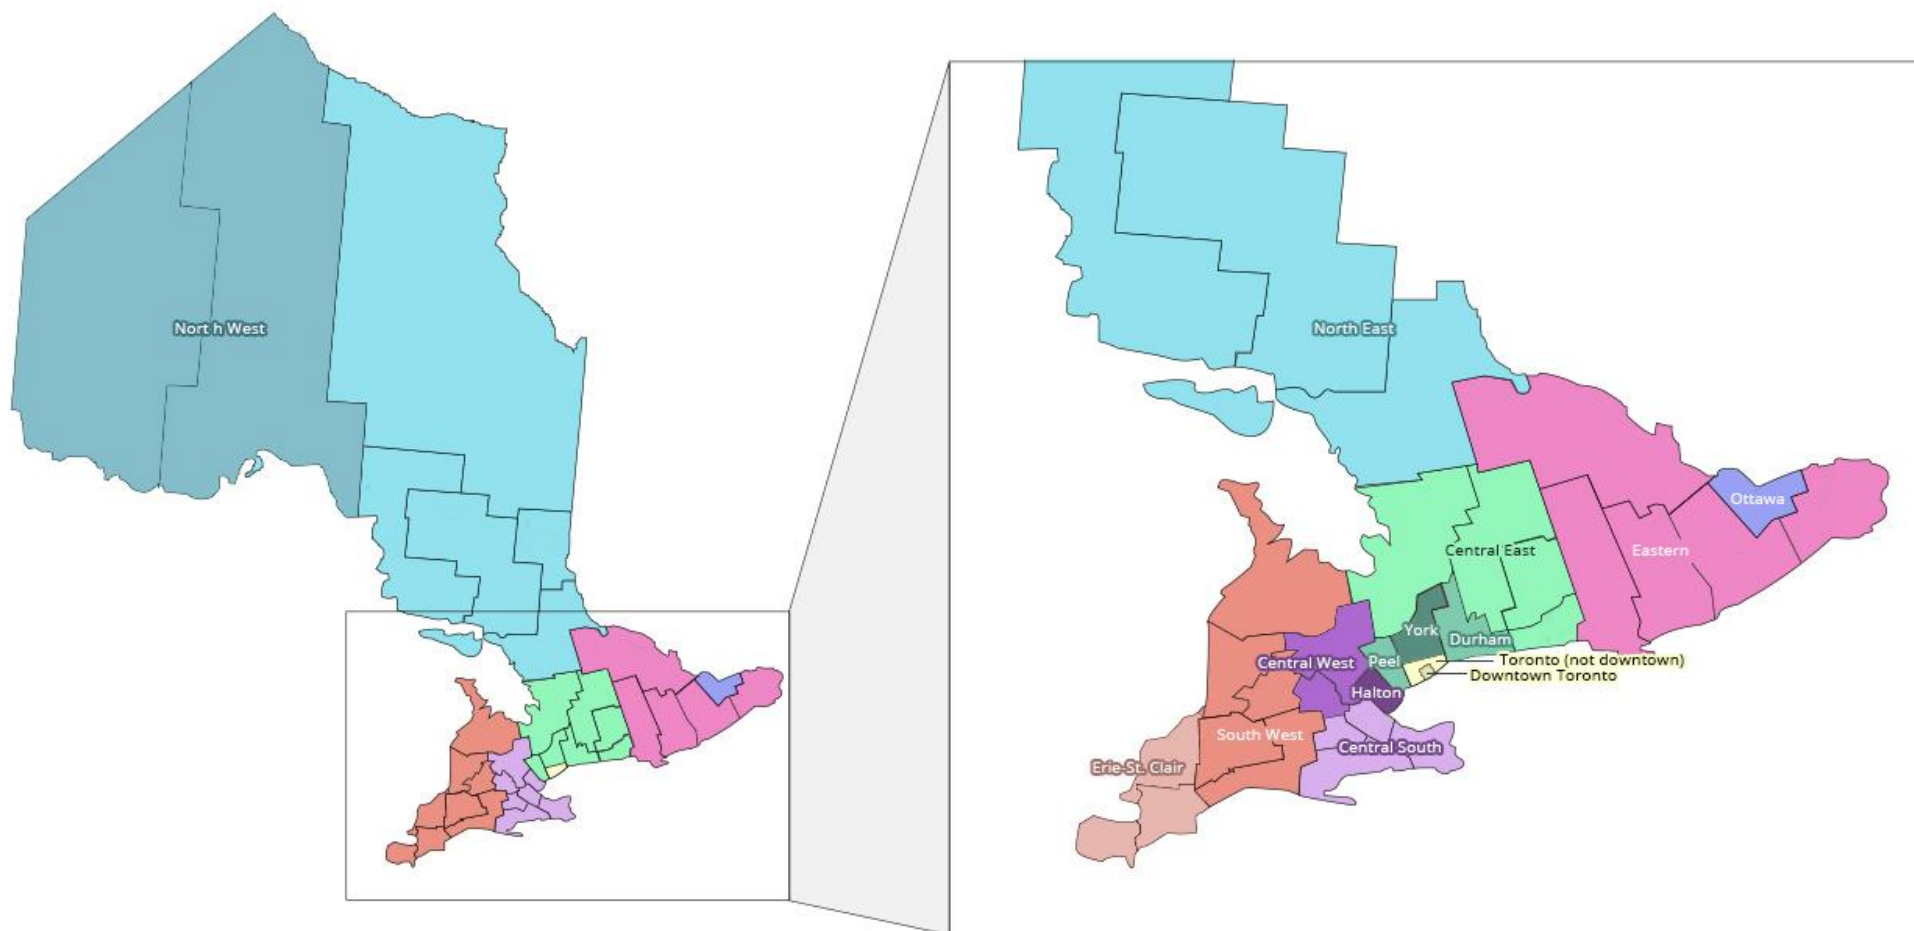 Nort h West
North East
Ottawa
Central East
Eastern
York
Durham
Central West
Peel
Toronto (not downtown)
Downtown Toronto
Halton
South West
Central South
Erie-St. Clair